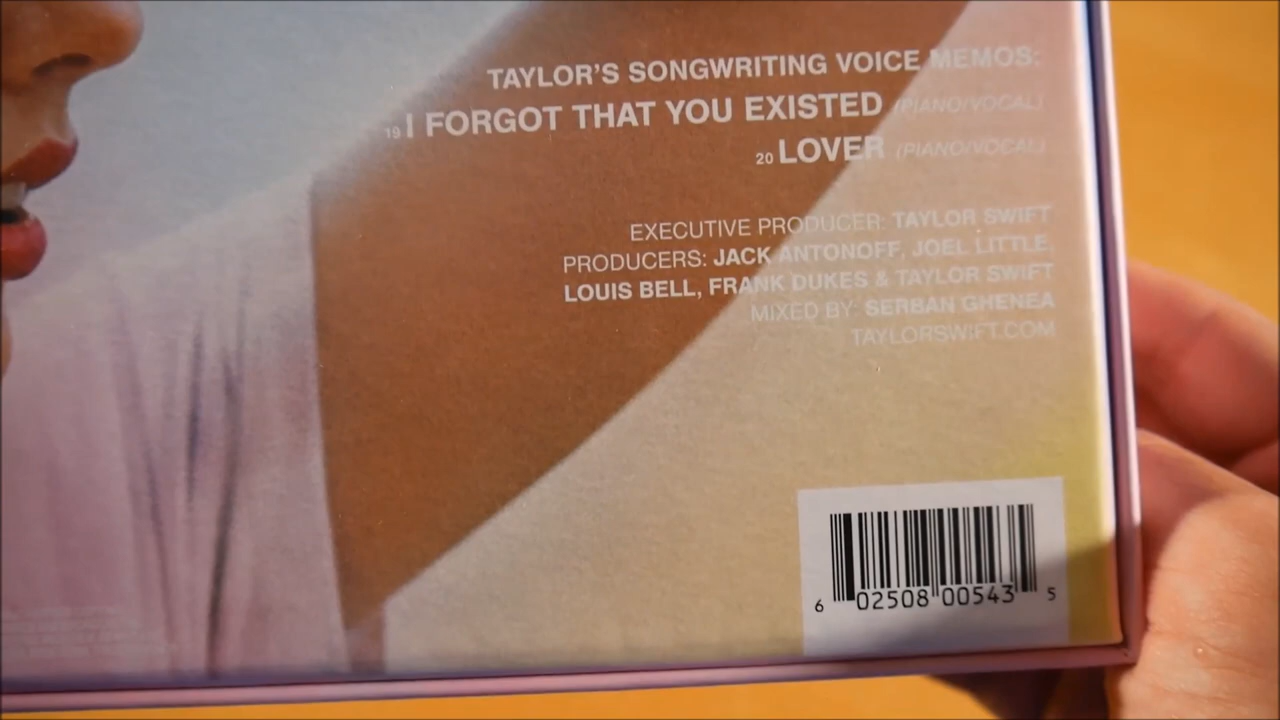 TAYLOR'S SONGWRITING VOICE MEMOS:
19 I FORGOT THAT YOU EXISTED (PIANO/VOCAL)
20 LOVER (PIANO/VOCAL)
EXECUTIVE PRODUCER: TAYLOR SWIFT
PRODUCERS: JACK ANTONOFF, JOEL LITTLE,
LOUIS BELL, FRANK DUKES & TAYLOR SWIFT
MIXED BY: SERBAN GHENEA
TAYLORSWIFT.COM
6 02508 00543 5